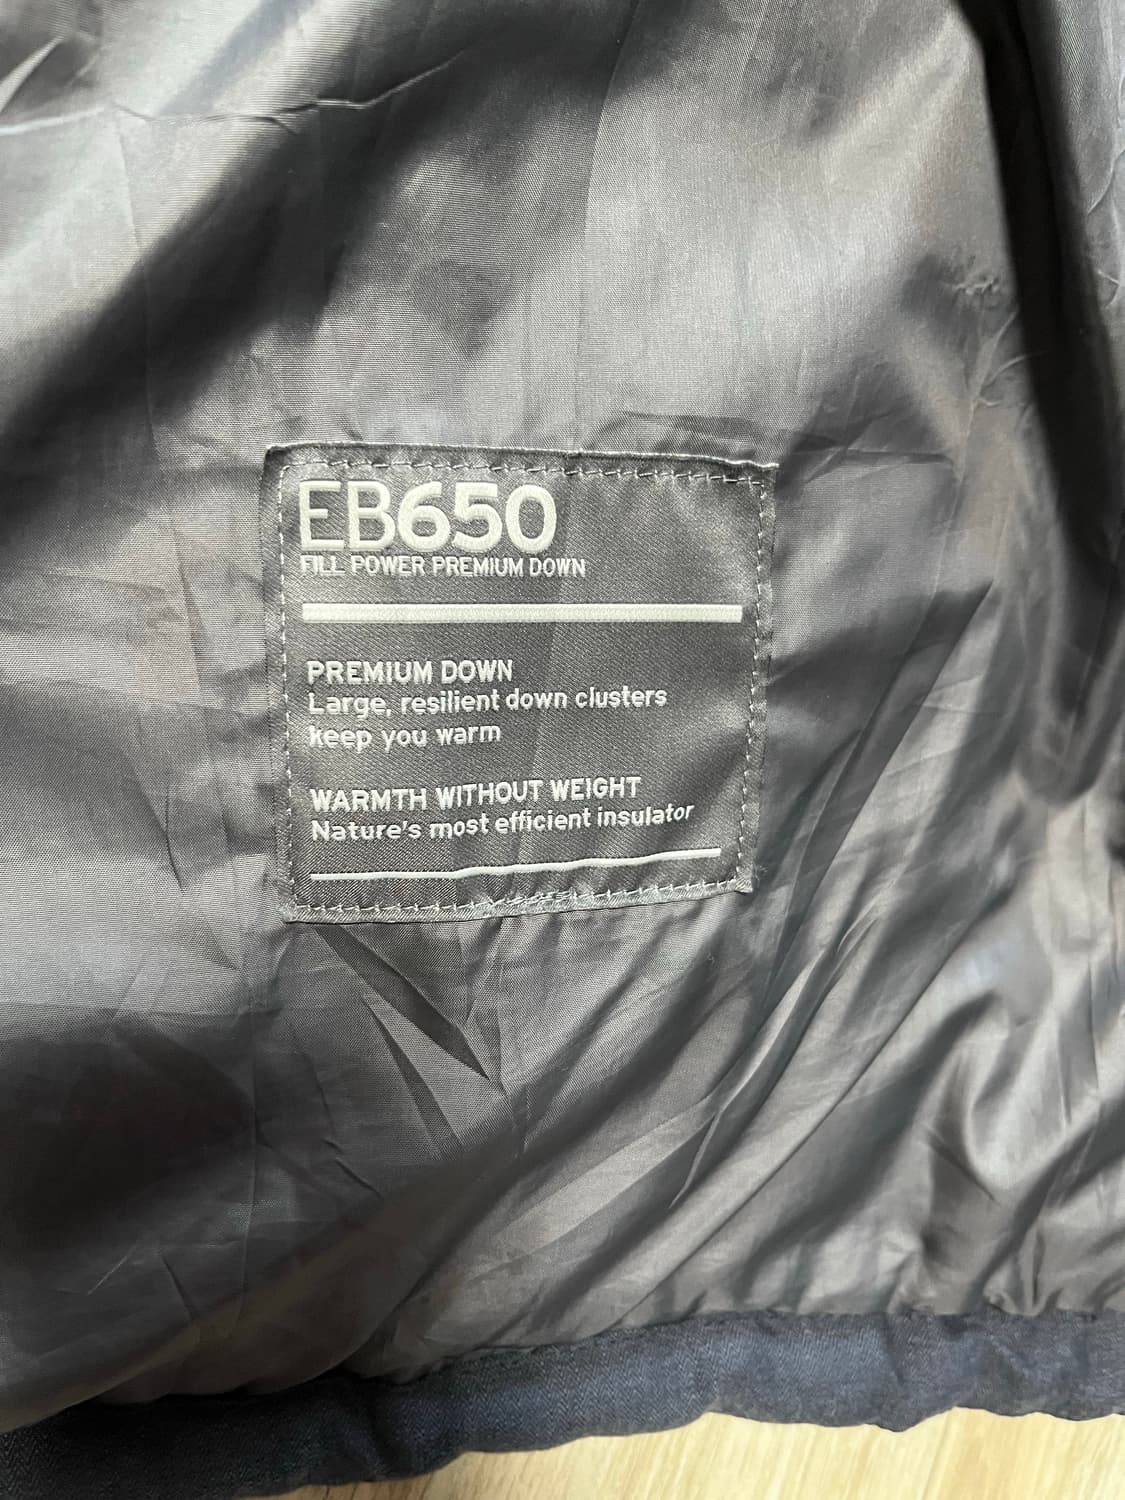 EB650
FILL POWER PREMIUM DOWN
PREMIUM DOWN
Large, resilient down clusters
keep you warm
WARMTH WITHOUT WEIGHT
Nature's most efficient insulator